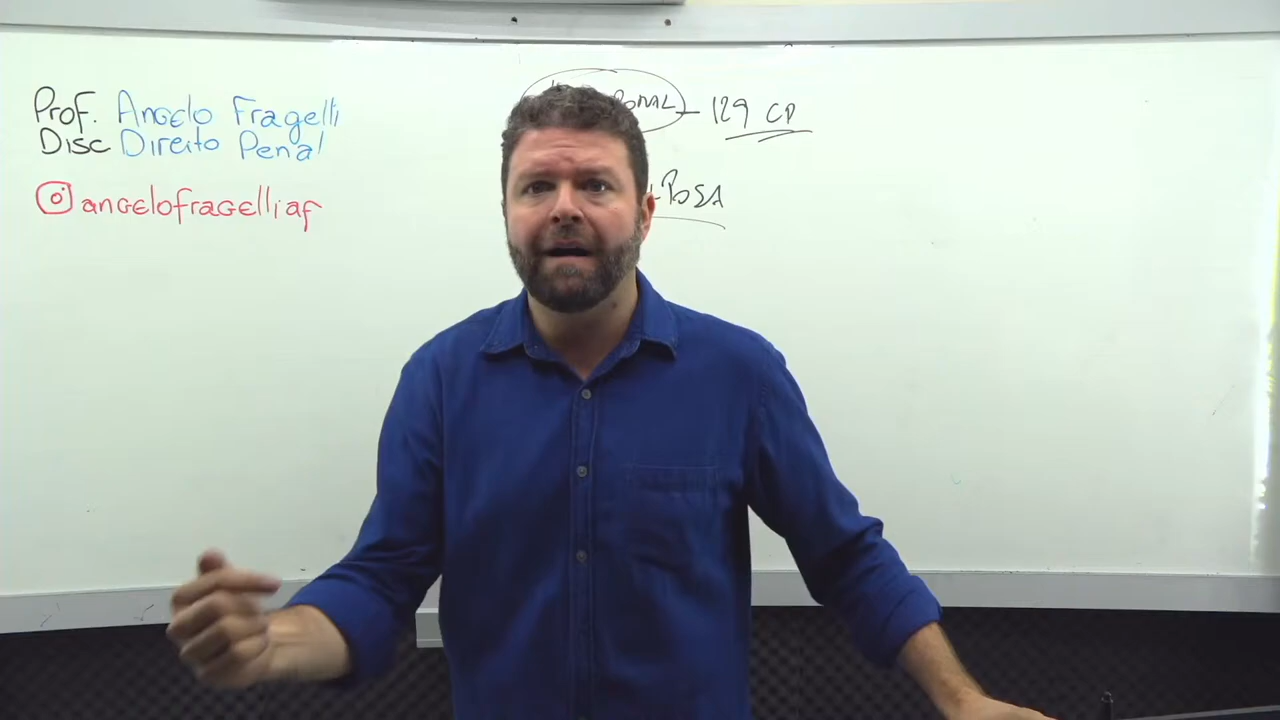 Prof. Angelo Fragelli
Disc Direito Penal
angelofragelliaf
129 CP